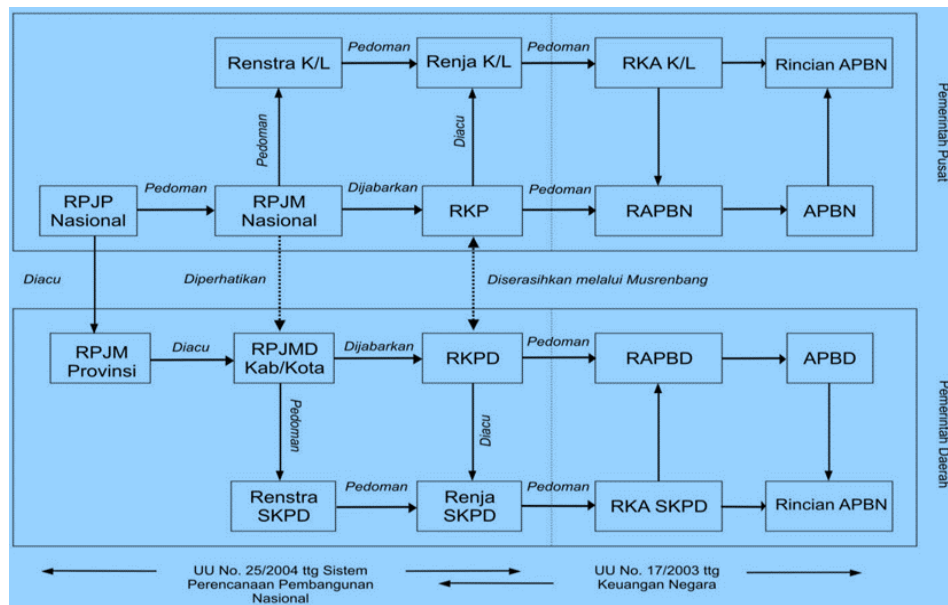 Pedoman
Pedoman
Renstra K/L
Renja K/L
RKA K/L
Rincian APBN
Pedoman
Diacu
Pemerintah Pusat
Pedoman
Dijabarkan
Pedoman
RPJP
Nasional
RPJM
Nasional
RKP
RAPBN
APBN
Diacu
Diperhatikan
Diserasihkan melalui Musrenbang
Diacu
Dijabarkan
Pedoman
RPJM
Provinsi
RPJMD
Kab/Kota
RKPD
RAPBD
APBD
Pedoman
Diacu
Pemerintah Daerah
Pedoman
Pedoman
Renstra
SKPD
Renja
SKPD
RKA SKPD
Rincian APBN
UU No. 25/2004 ttg Sistem
Perencanaan Pembangunan
Nasional
UU No. 17/2003 ttg
Keuangan Negara